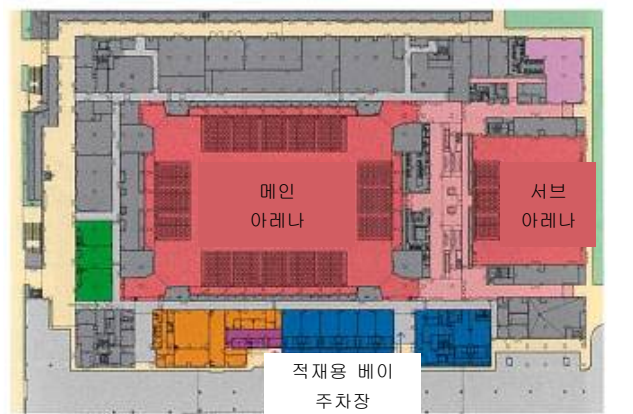 메인
아레나
서브
아레나
적재용 베이
주차장